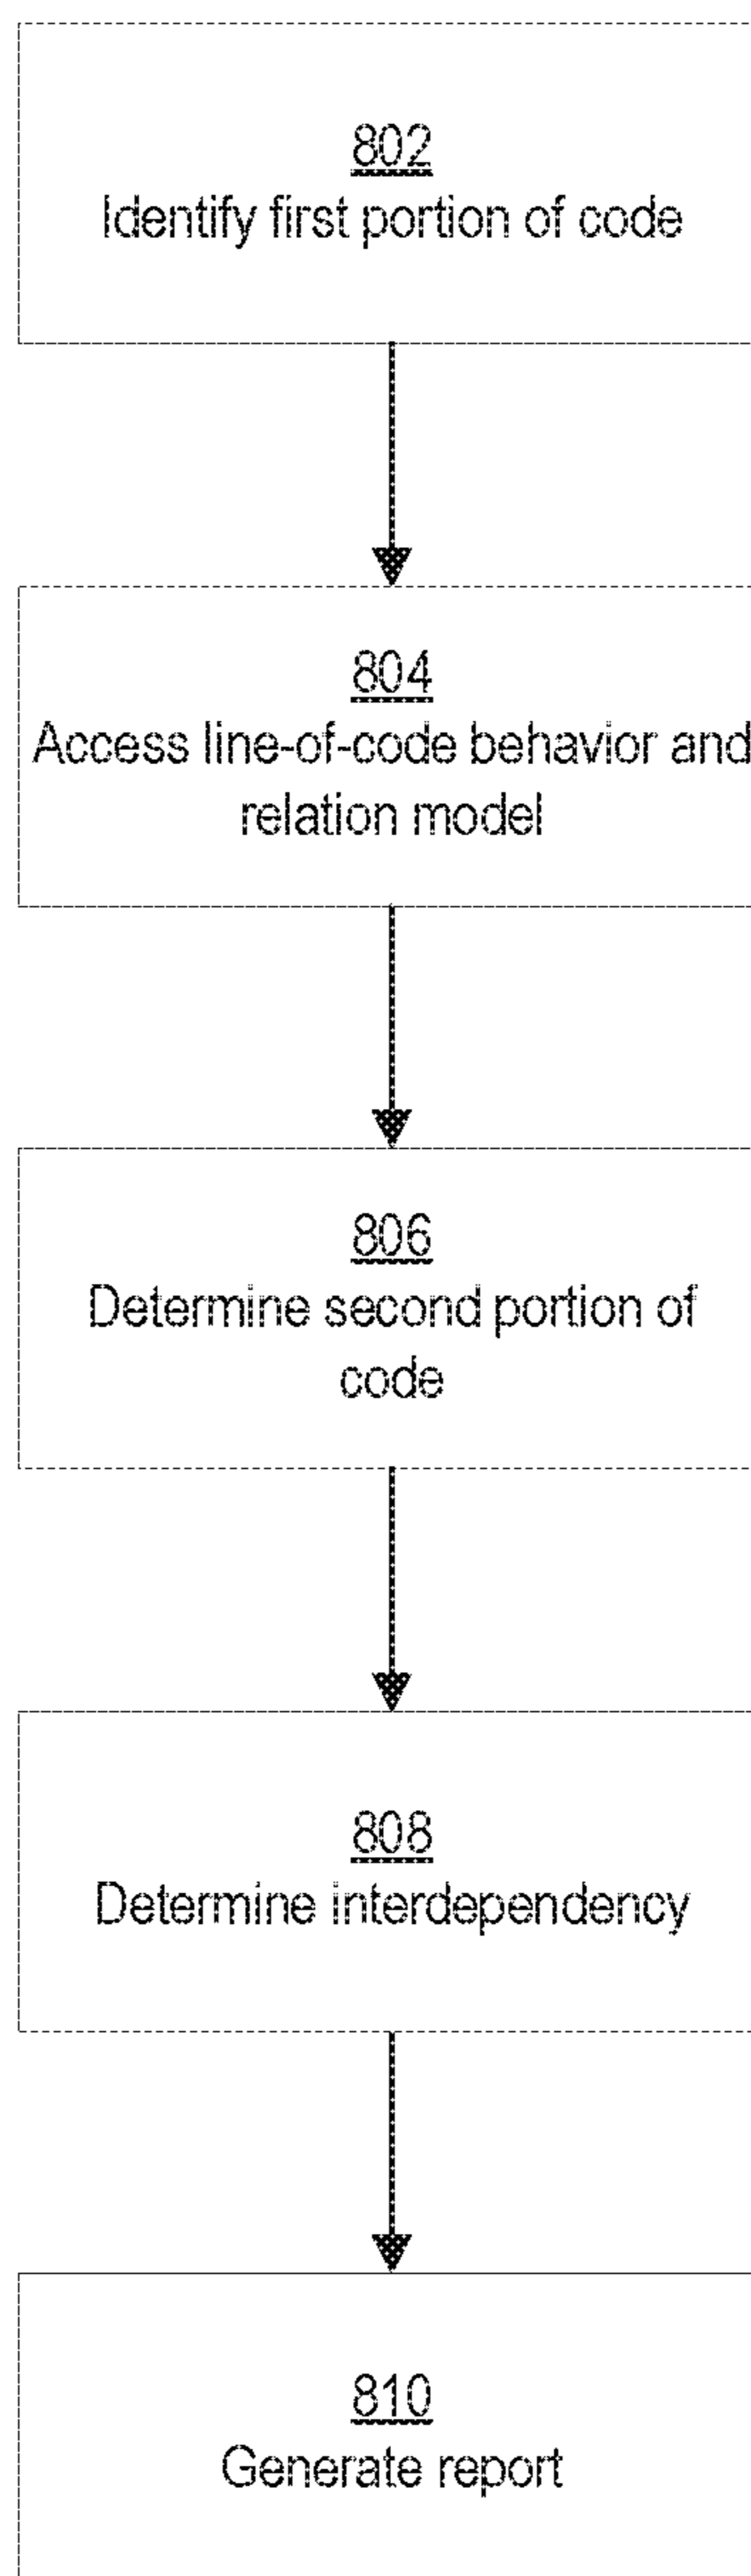 802
Identify first portion of code
804
Access line-of-code behavior and
relation model
806
Determine second portion of
code
808
Determine interdependency
810
Generate report